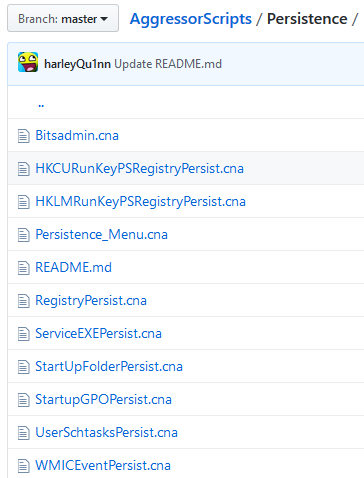 Branch: master AggressorScripts / Persistence /
harleyQu1nn Update README.md
..
Bitsadmin.cna
HKCURunKeyPSRegistryPersist.cna
HKLMRunKeyPSRegistryPersist.cna
Persistence_Menu.cna
README.md
RegistryPersist.cna
ServiceEXEPersist.cna
StartUpFolderPersist.cna
StartupGPOPersist.cna
UserSchtasksPersist.cna
WMICEventPersist.cna